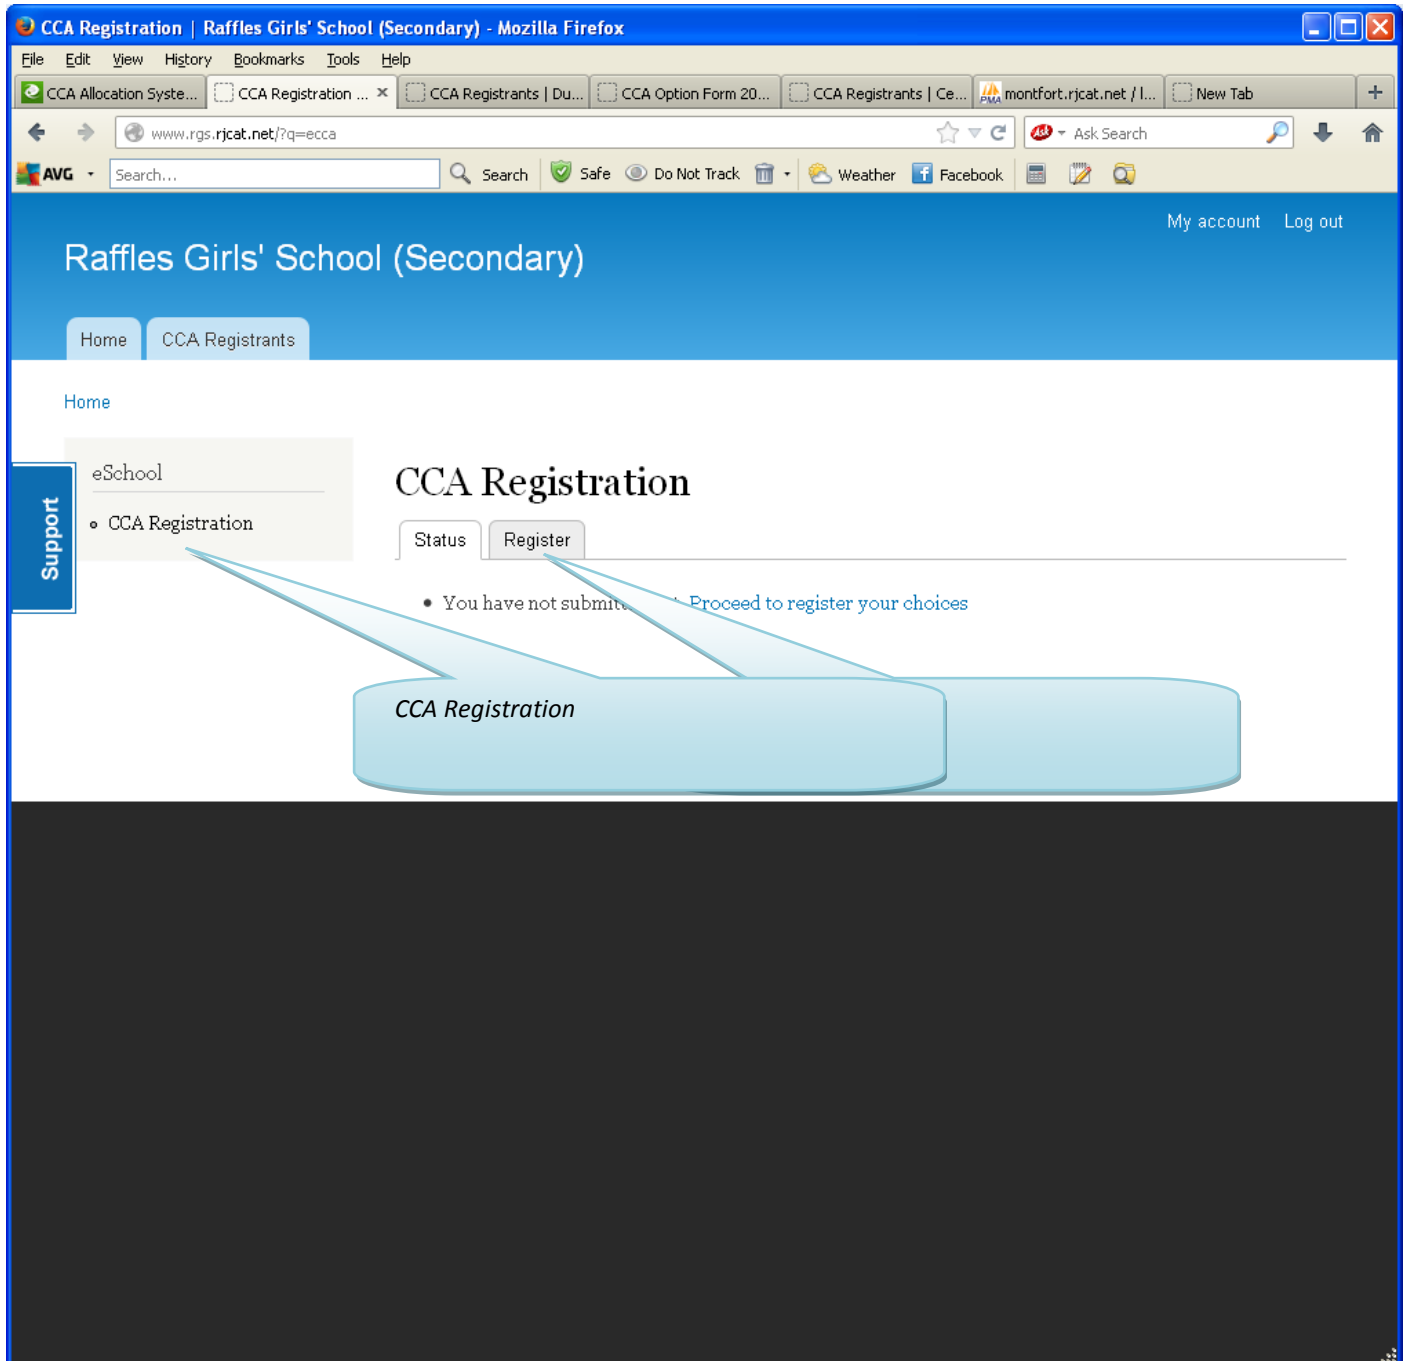 CCA Registration | Raffles Girls' School (Secondary) - Mozilla Firefox
File Edit View History Bookmarks Tools Help
CCA Allocation Syste... CCA Registration ... CCA Registrants | Du... CCA Option Form 20... CCA Registrants | Ce... montfort.rjcat.net / l... New Tab
www.rgs.rjcat.net/?q=ecca Ask Search
AVG Search... Search Safe Do Not Track Weather Facebook
My account Log out
Raffles Girls' School (Secondary)
Home CCA Registrants
Home
eSchool
CCA Registration
Support
CCA Registration
Status Register
You have not Proceed to register your choices
CCA Registration